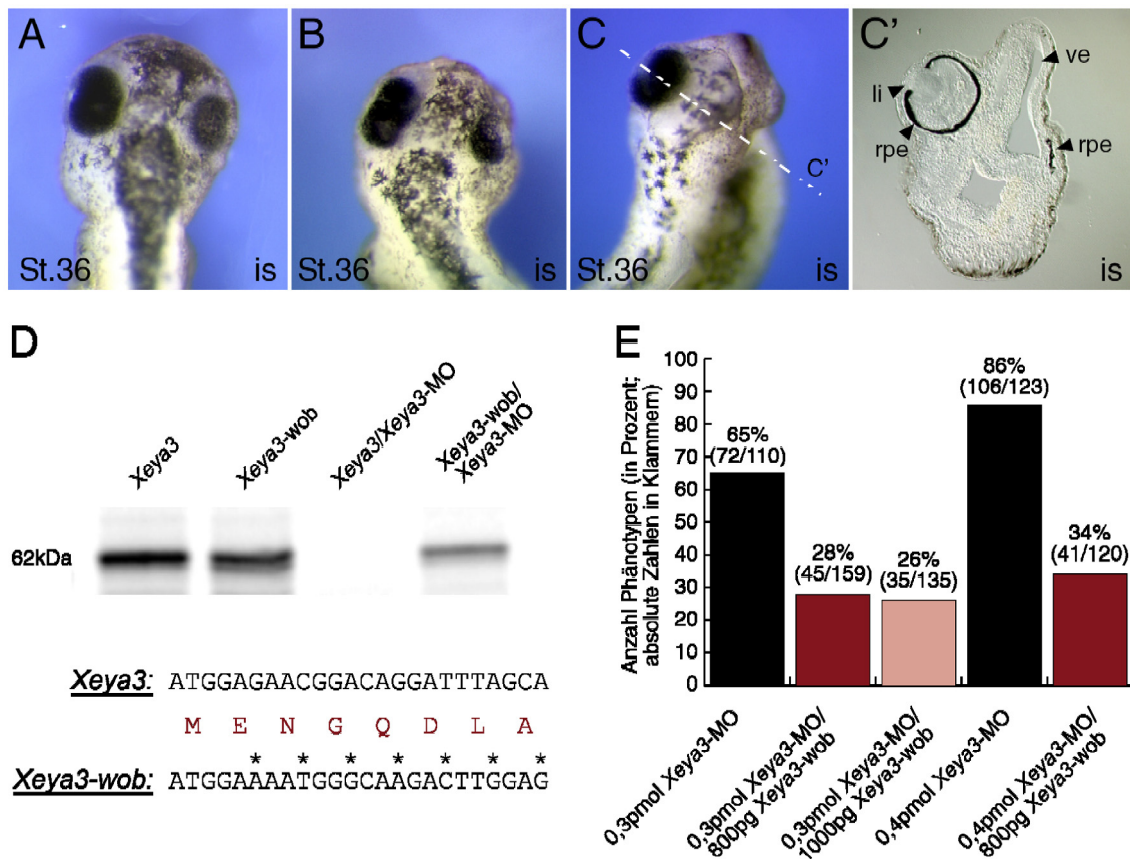 A
St.36
is
B
St.36
is
C
C'
St.36
is
C'
li
rpe
ve
rpe
is
D
Xeya3
Xeya3-wob
Xeya3/Xeya3-MO
Xeya3-wob/
Xeya3-MO
62kDa
Xeya3: ATGGAGAACGGACAGGATTTAGCA
M E N G Q D L A
* * * * * * *
Xeya3-wob: ATGGAAAATGGGCAAGACTTGGAG
E
Anzahl Phänotypen (in Prozent;
absolute Zahlen in Klammern)
100
90
80
70
60
50
40
30
20
10
0
65%
(72/110)
28%
(45/159)
26%
(35/135)
86%
(106/123)
34%
(41/120)
0,3pmol Xeya3-MO
0,3pmol Xeya3-MO/
800pg Xeya3-wob
0,3pmol Xeya3-MO/
1000pg Xeya3-wob
0,4pmol Xeya3-MO
0,4pmol Xeya3-MO/
800pg Xeya3-wob